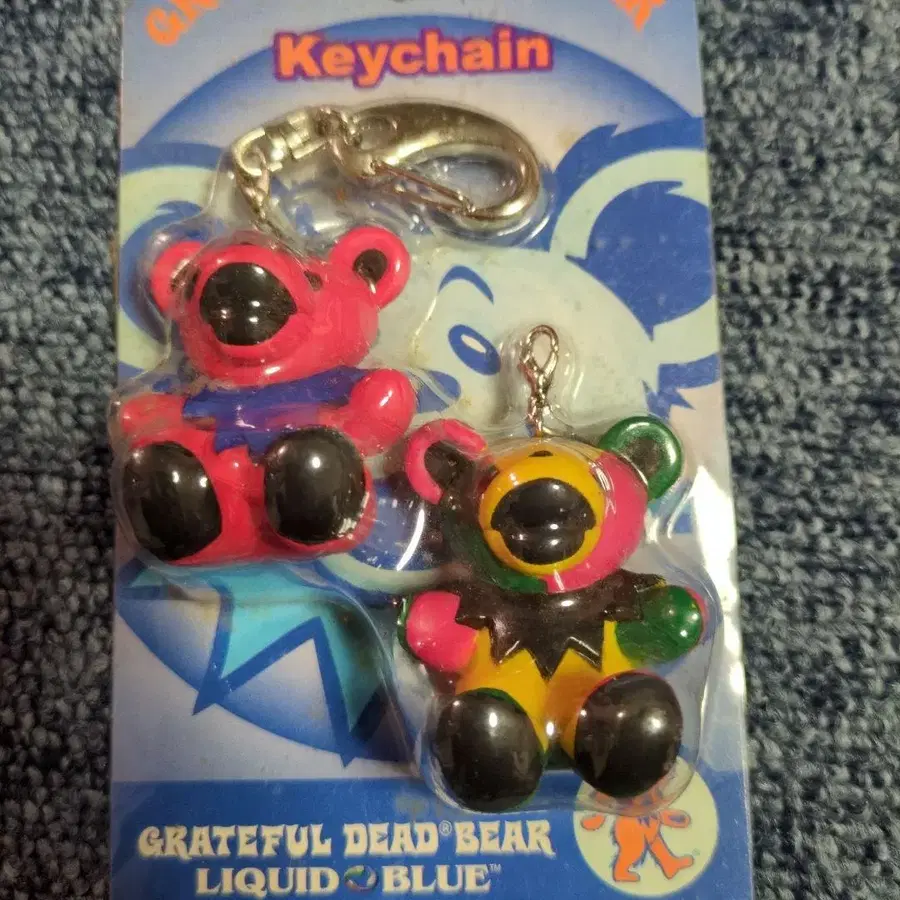 Keychain
GRATEFUL DEAD® BEAR
LIQUID BLUE™